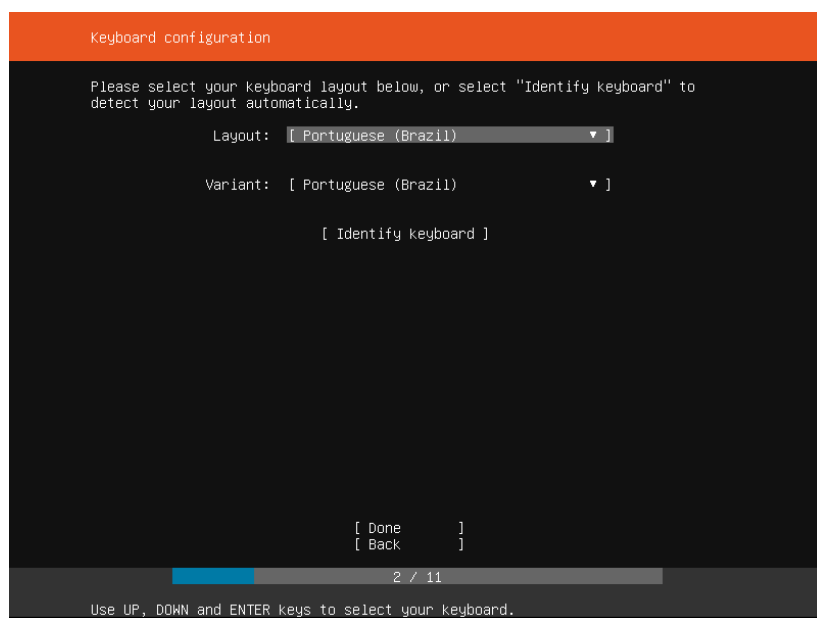 Keyboard configuration
Please select your keyboard layout below, or select "Identify keyboard" to
detect your layout automatically.
Layout: [ Portuguese (Brazil) ▼ ]
Variant: [ Portuguese (Brazil) ▼ ]
[ Identify keyboard ]
[ Done ]
[ Back ]
2 / 11
Use UP, DOWN and ENTER keys to select your keyboard.